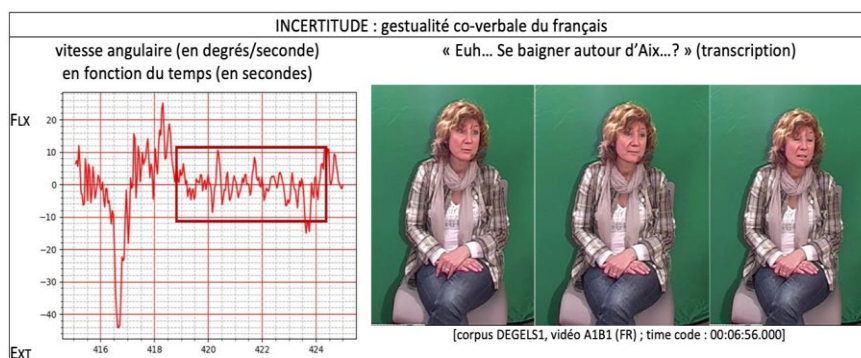 INCERTITUDE : gestualité co-verbale du français
vitesse angulaire (en degrés/seconde)
en fonction du temps (en secondes)
« Euh… Se baigner autour d’Aix…? » (transcription)
FLX
20
10
0
−10
−20
−30
−40
EXT
416
418
420
422
424
[corpus DEGELS1, vidéo A1B1 (FR) ; time code : 00:06:56.000]